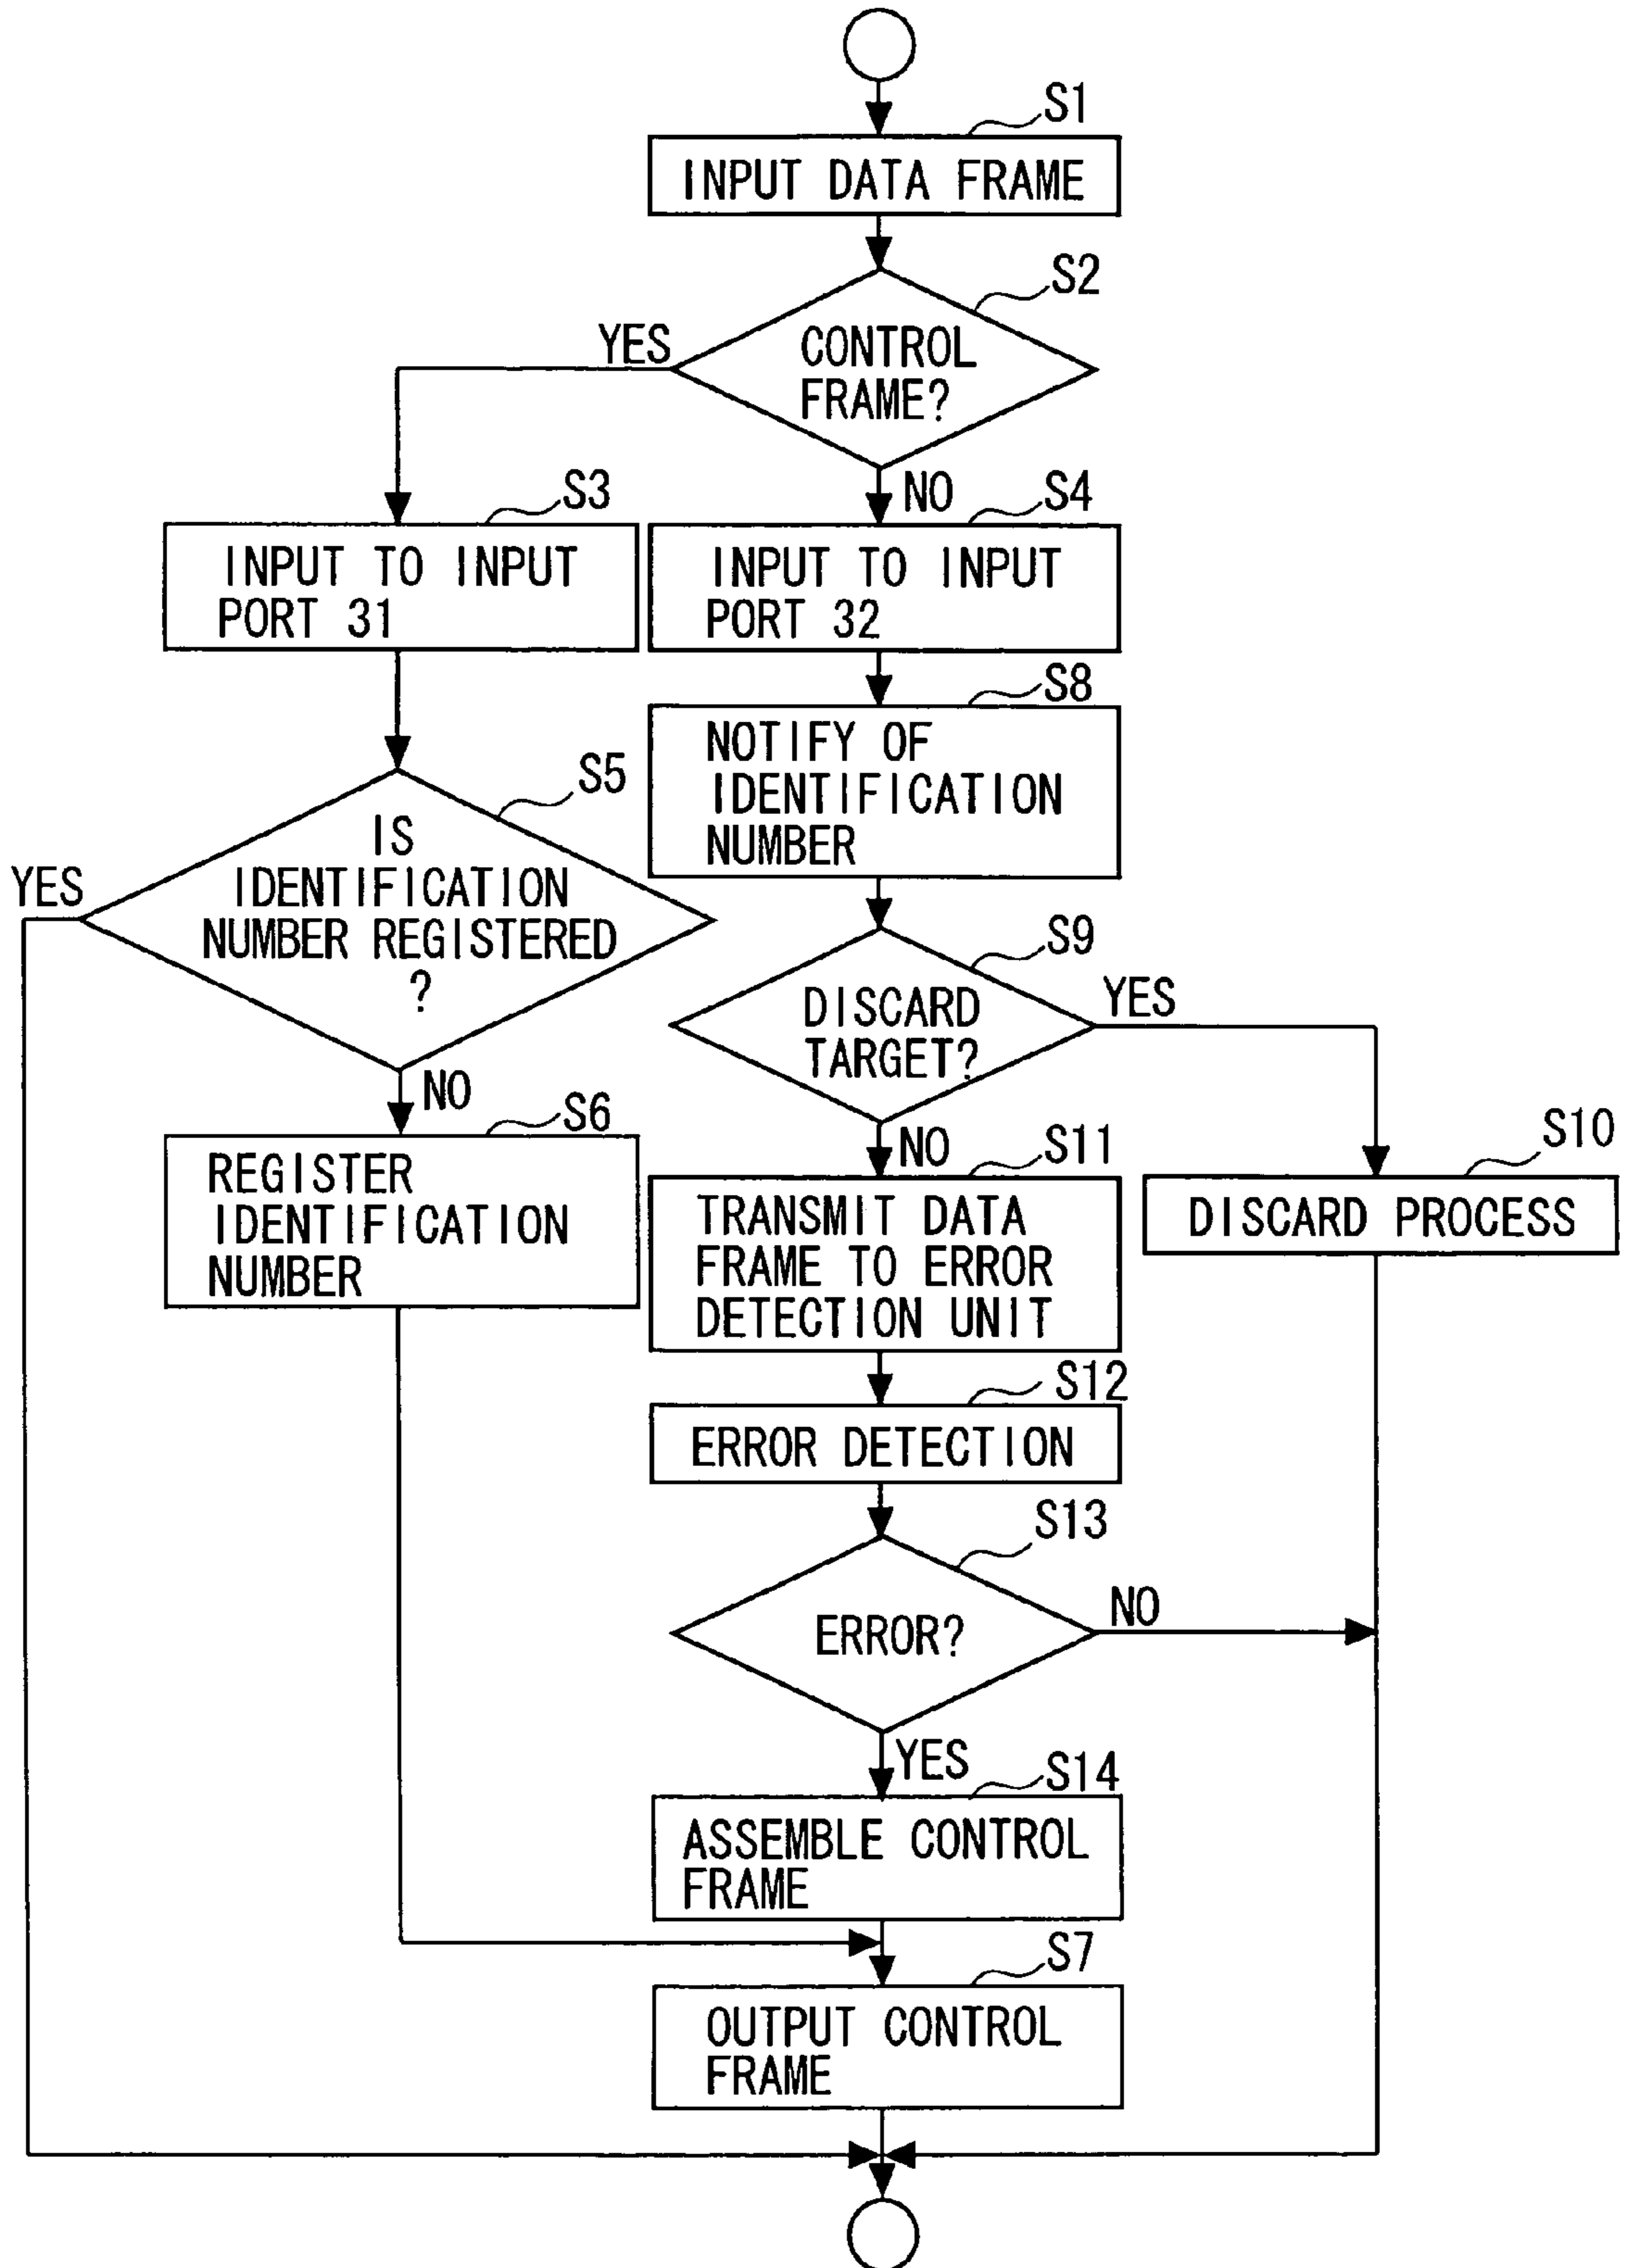 S1
INPUT DATA FRAME
S2
CONTROL
FRAME?
YES
NO
S3
INPUT TO INPUT
PORT 31
S4
INPUT TO INPUT
PORT 32
S8
NOTIFY OF
IDENTIFICATION
NUMBER
S5
IS
IDENTIFICATION
NUMBER REGISTERED
?
YES
NO
S9
DISCARD
TARGET?
YES
NO
S6
REGISTER
IDENTIFICATION
NUMBER
S11
TRANSMIT DATA
FRAME TO ERROR
DETECTION UNIT
S10
DISCARD PROCESS
S12
ERROR DETECTION
S13
ERROR?
NO
YES
S14
ASSEMBLE CONTROL
FRAME
S7
OUTPUT CONTROL
FRAME